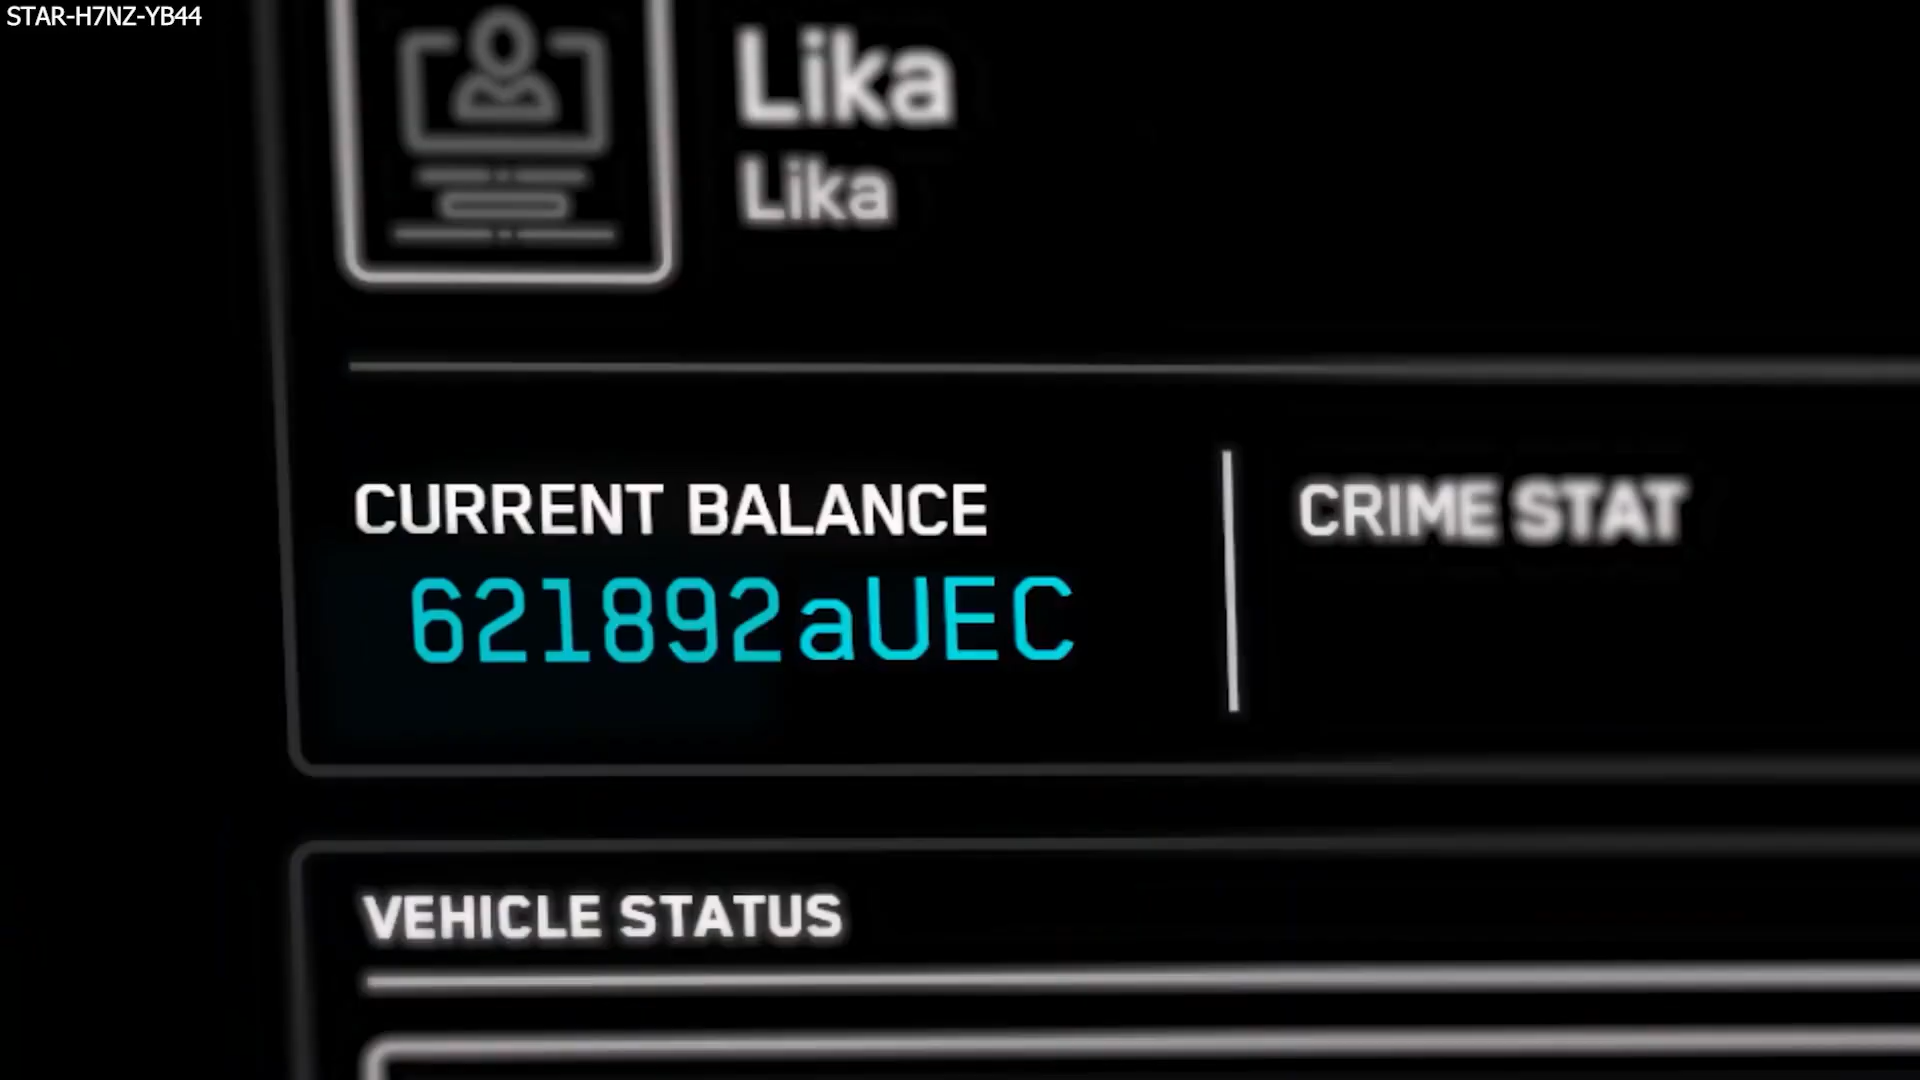 STAR-H7NZ-YB44
Lika
Lika
CURRENT BALANCE
CRIME STAT
621892aUEC
VEHICLE STATUS